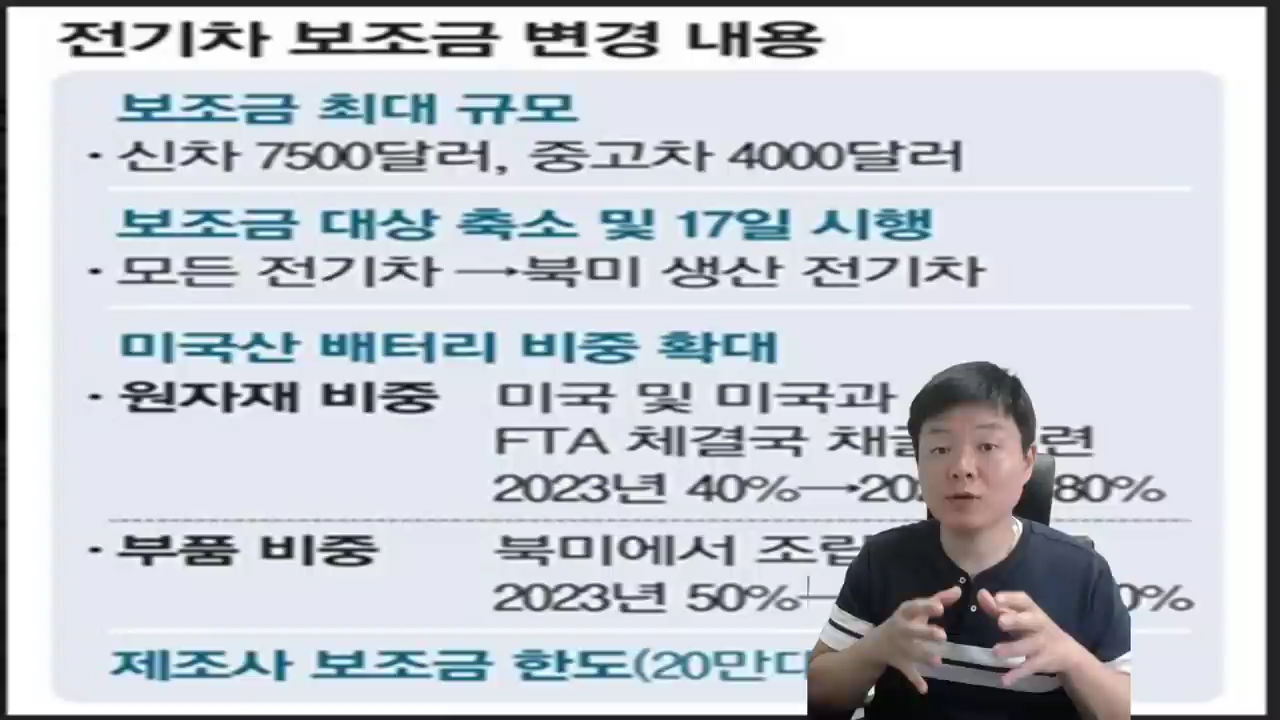 전기차 보조금 변경 내용
보조금 최대 규모
· 신차 7500달러, 중고차 4000달러
보조금 대상 축소 및 17일 시행
· 모든 전기차→북미 생산 전기차
미국산 배터리 비중 확대
· 원자재 비중 미국 및 미국과
FTA 체결국
2023년 40%→ 80%
· 부품 비중 북미에서
2023년 50%
제조사 보조금 한도(20만대